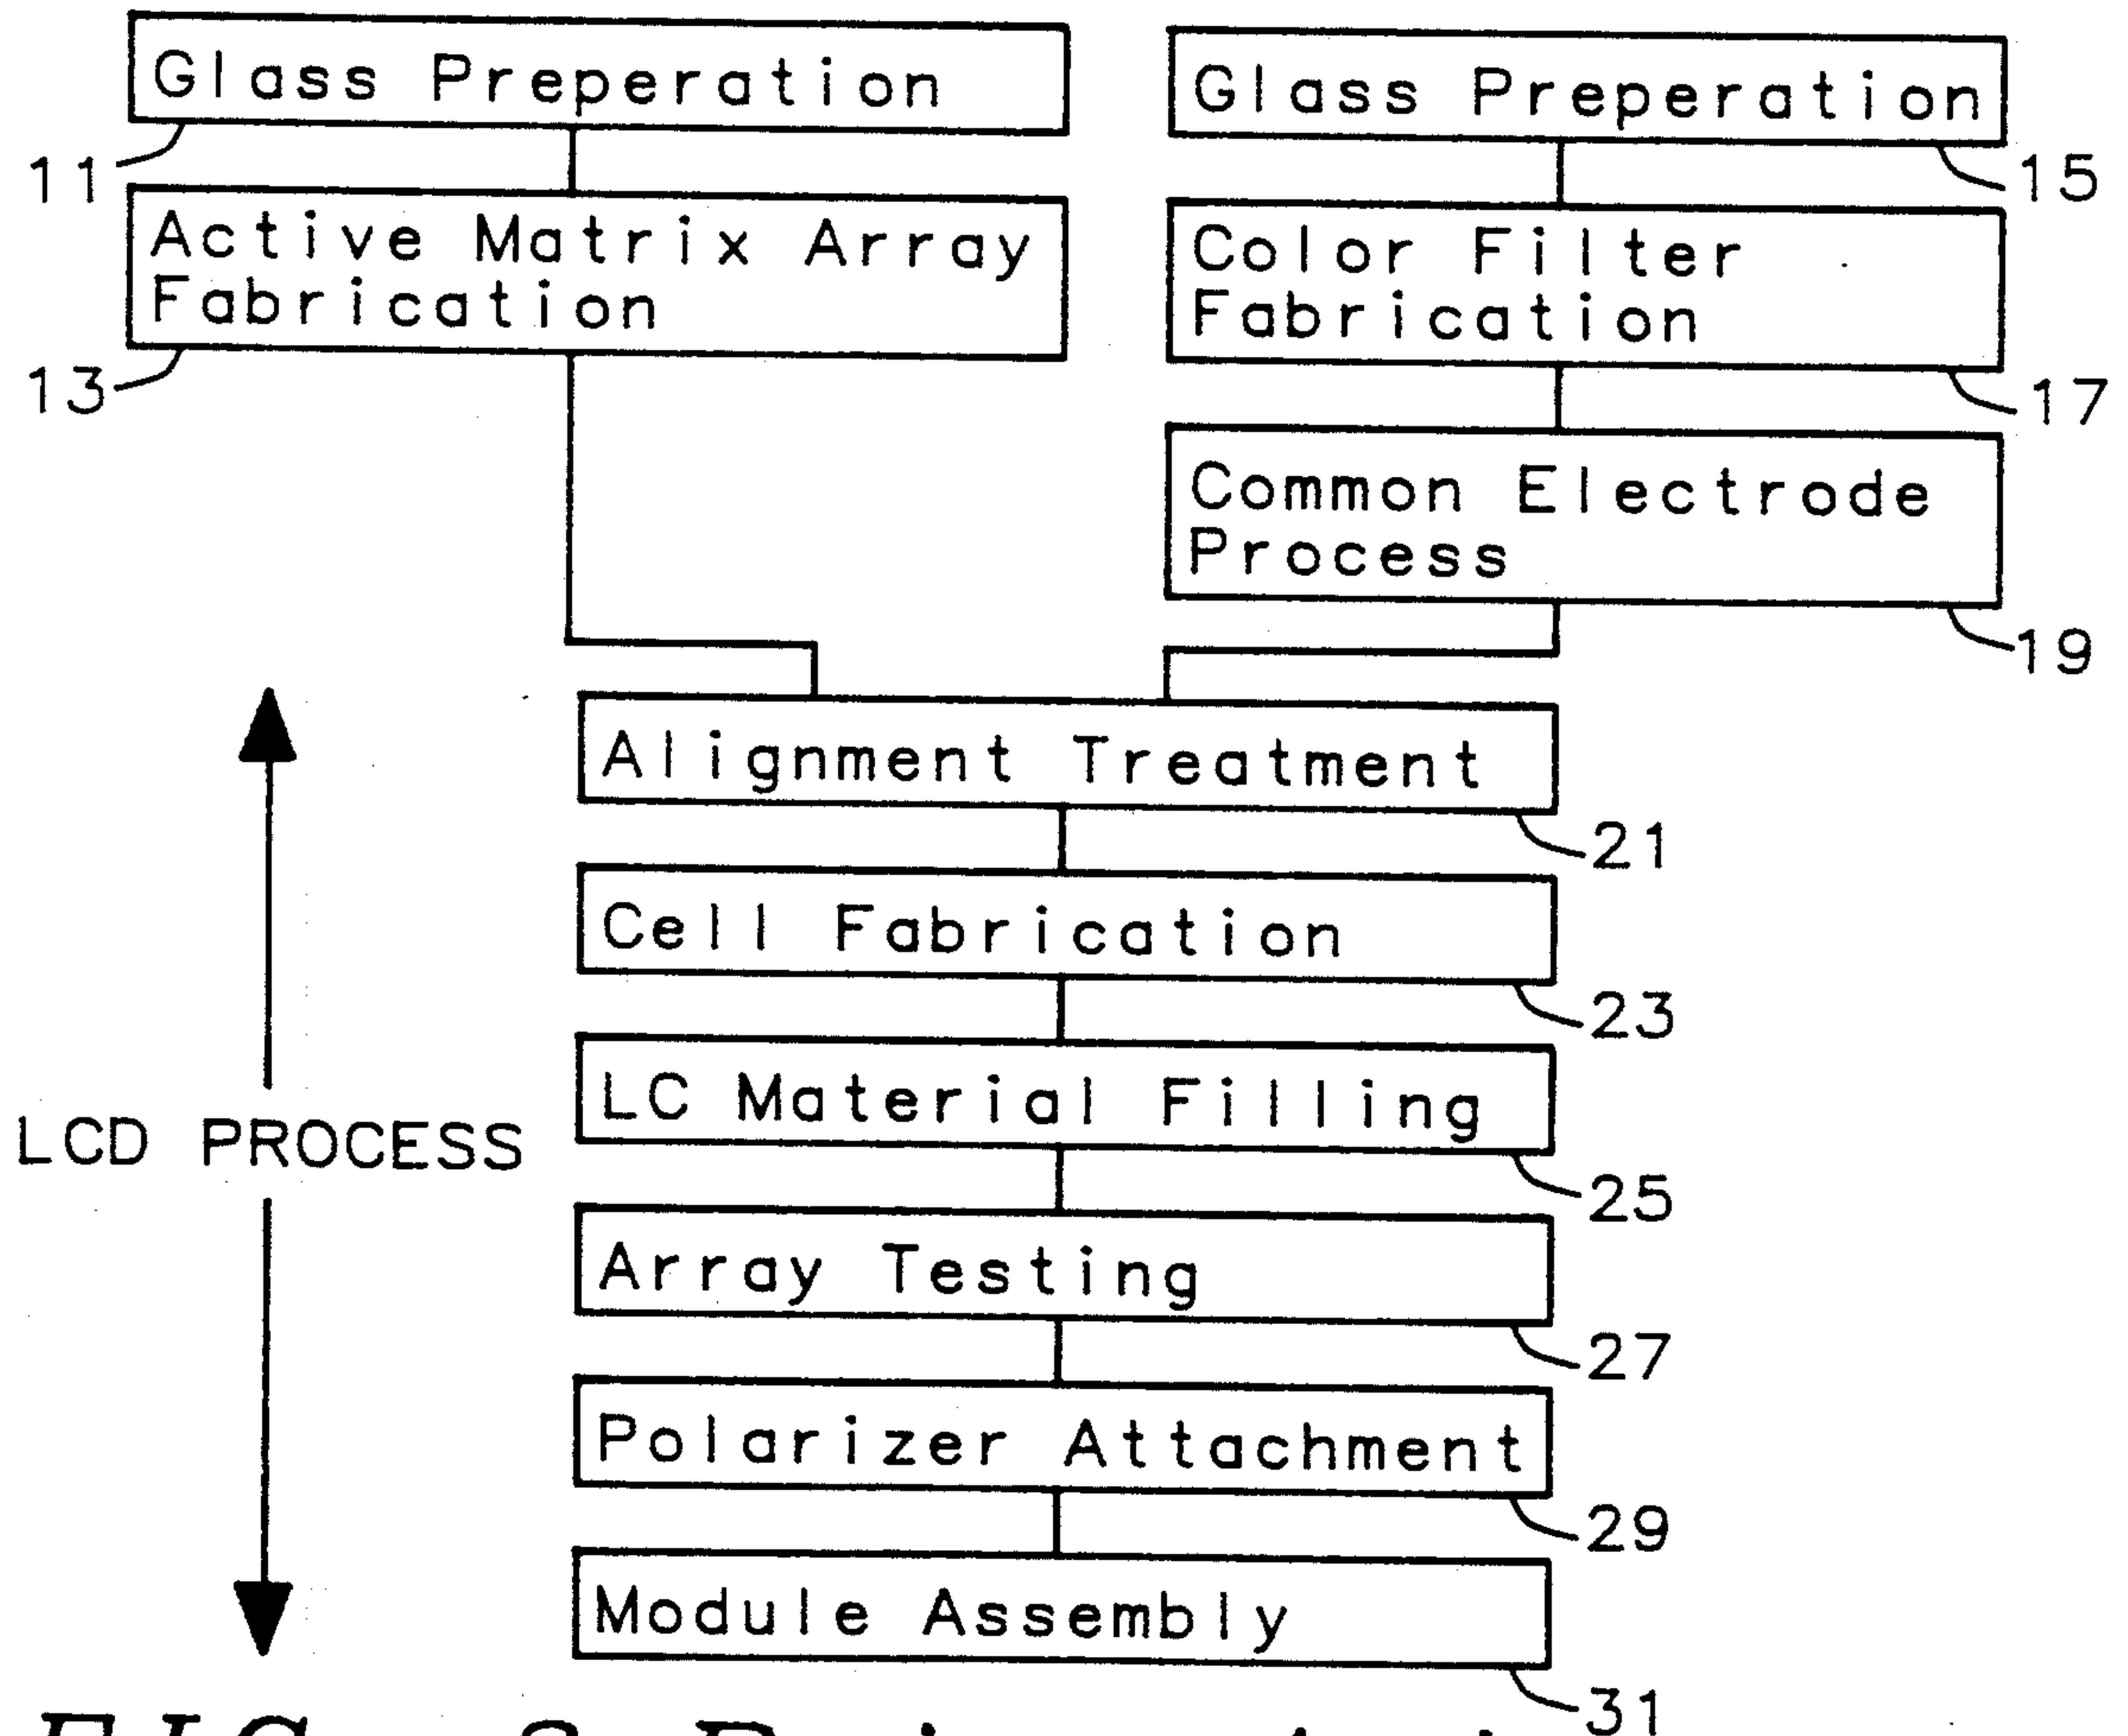 Glass Preperation
11
Active Matrix Array
Fabrication
13
Glass Preperation
15
Color Filter
Fabrication
17
Common Electrode
Process
19
Alignment Treatment
21
Cell Fabrication
23
LC Material Filling
25
LCD PROCESS
Array Testing
27
Polarizer Attachment
29
Module Assembly
31